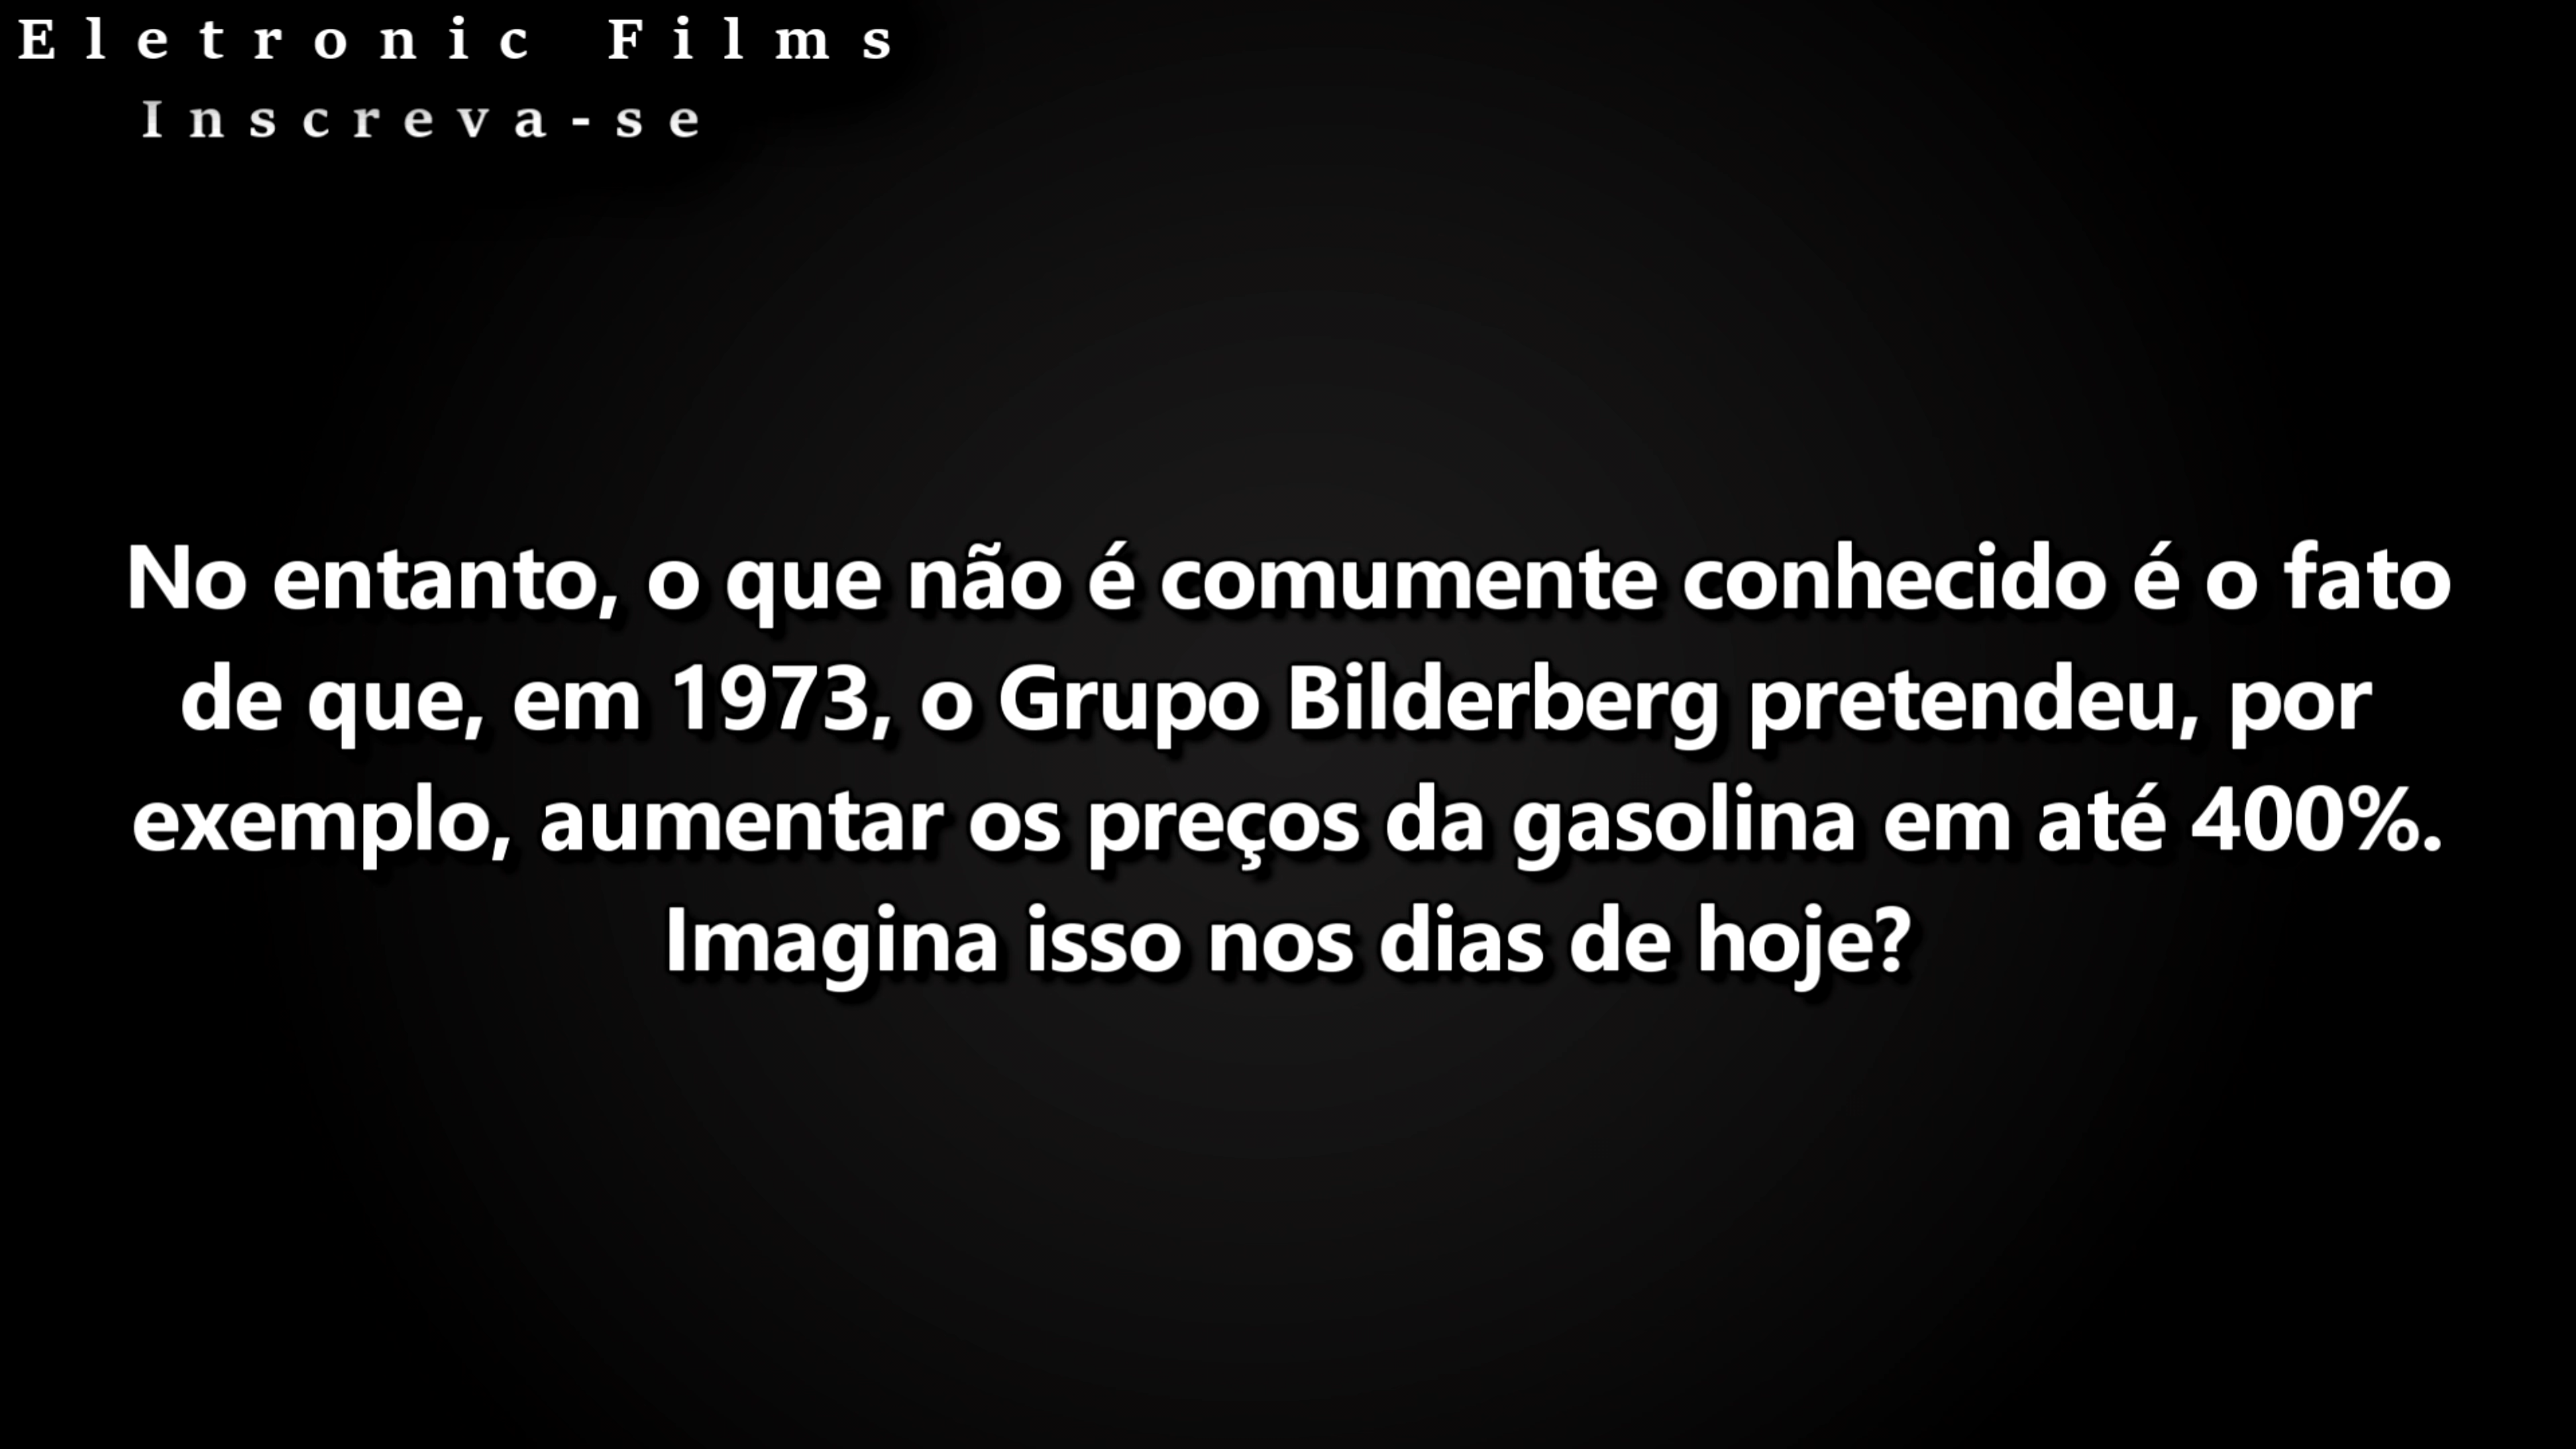 Eletronic Films
Inscreva-se
No entanto, o que não é comumente conhecido é o fato
de que, em 1973, o Grupo Bilderberg pretendeu, por
exemplo, aumentar os preços da gasolina em até 400%.
Imagina isso nos dias de hoje?